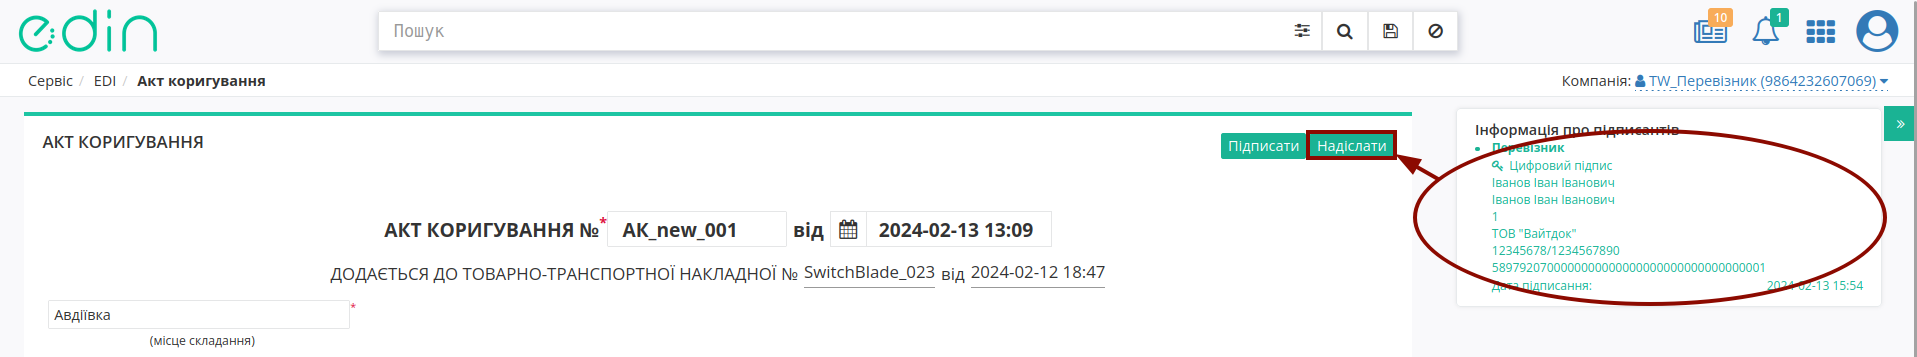 edin
Пошук
10
1
Сервіс / EDI / Акт коригування
Компанія: TW_Перевізник (9864232607069)
АКТ КОРИГУВАННЯ
Підписати Надіслати
АКТ КОРИГУВАННЯ №* АК_new_001 від 2024-02-13 13:09
ДОДАЄТЬСЯ ДО ТОВАРНО-ТРАНСПОРТНОЇ НАКЛАДНОЇ № SwitchBlade_023 від 2024-02-12 18:47
Авдіївка *
(місце складання)
»
Інформація про підписантів
Перевізник
Цифровий підпис
Іванов Іван Іванович
Іванов Іван Іванович
1
ТОВ "Вайтдок"
12345678/1234567890
Дата підписання: 2024-02-13 15:54